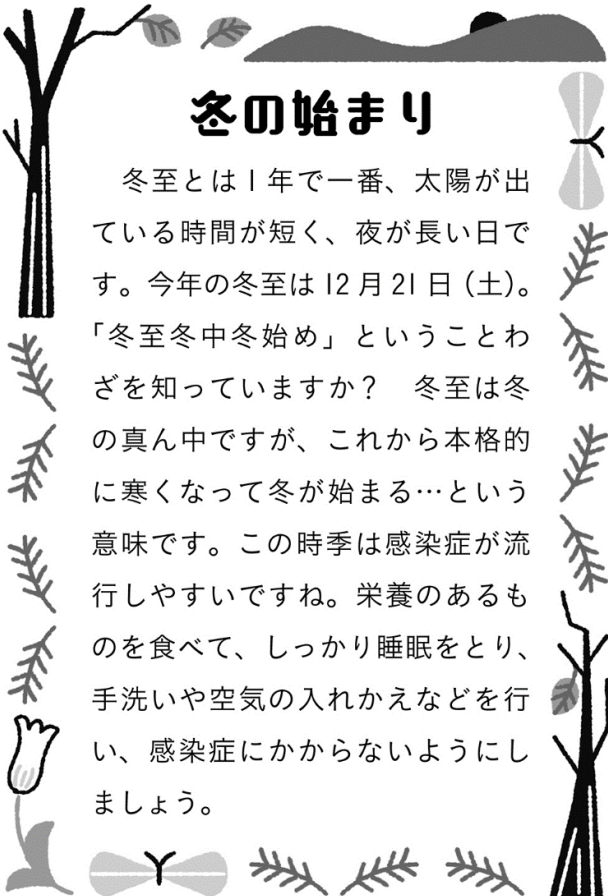 冬の始まり
　冬至とは1年で一番、太陽が出
ている時間が短く、夜が長い日で
す。今年の冬至は12月21日（土）。
「冬至冬中冬始め」ということわ
ざを知っていますか？　冬至は冬
の真ん中ですが、これから本格的
に寒くなって冬が始まる…という
意味です。この時季は感染症が流
行しやすいですね。栄養のあるも
のを食べて、しっかり睡眠をとり、
手洗いや空気の入れかえなどを行
い、感染症にかからないようにし
ましょう。